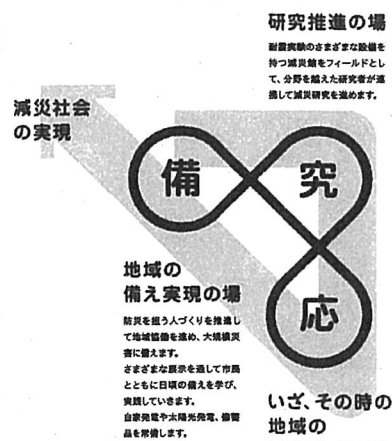 研究推進の場
耐震実験のさまざまな設備を
持つ減災館をフィールドとし
て、分野を越えた研究者が連
携して減災研究を進めます。
減災社会
の実現
備
究
応
地域の
備え実現の場
防災を担う人づくりを推進し
て地域協働を進め、大規模災
害に備えます。
さまざまな展示を通して市民
とともに日頃の備えを学び、
実践していきます。
自家発電や太陽光発電、備蓄
品を常備します。
いざ、その時の
地域の